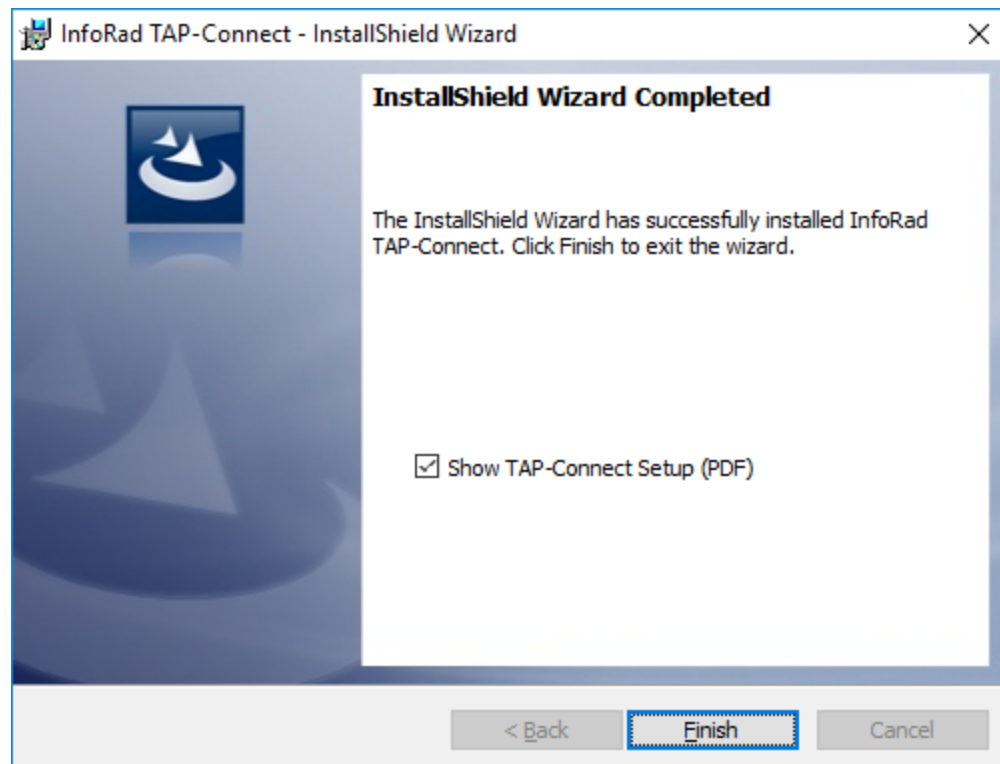 InfoRad TAP-Connect - InstallShield Wizard
InstallShield Wizard Completed
The InstallShield Wizard has successfully installed InfoRad
TAP-Connect. Click Finish to exit the wizard.
Show TAP-Connect Setup (PDF)
< Back Finish Cancel